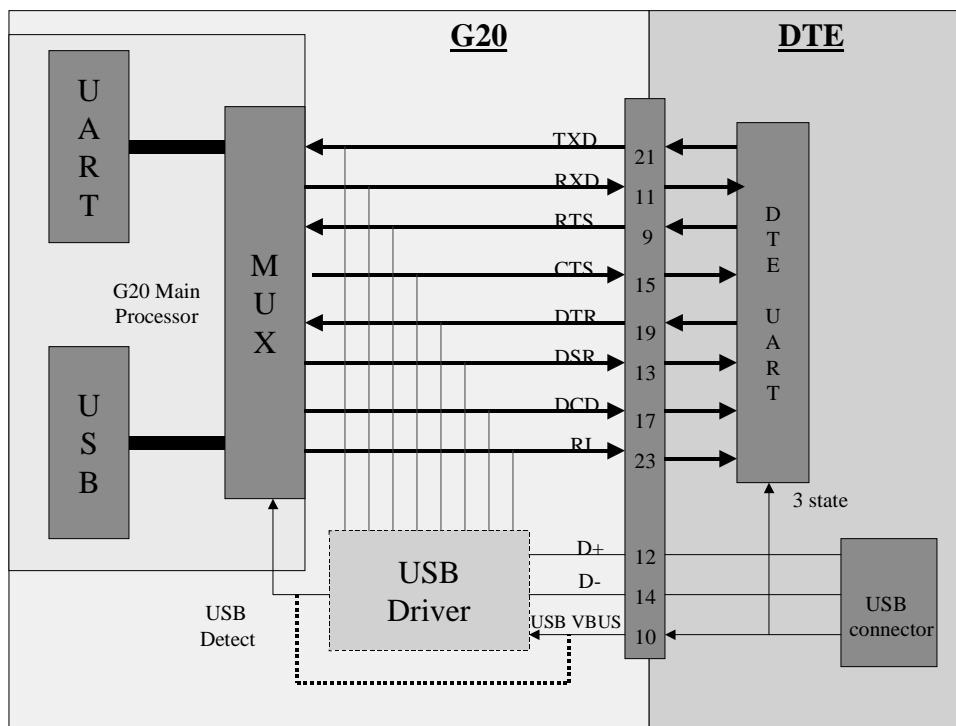 G20
DTE
U
A
R
T
G20 Main
Processor
U
S
B
M
U
X
TXD
RXD
RTS
CTS
DTR
DSR
DCD
RI
21
11
9
15
19
13
17
23
D
T
E
U
A
R
T
3 state
USB
Detect
USB
Driver
D+
D-
USB VBUS
12
14
10
USB
connector